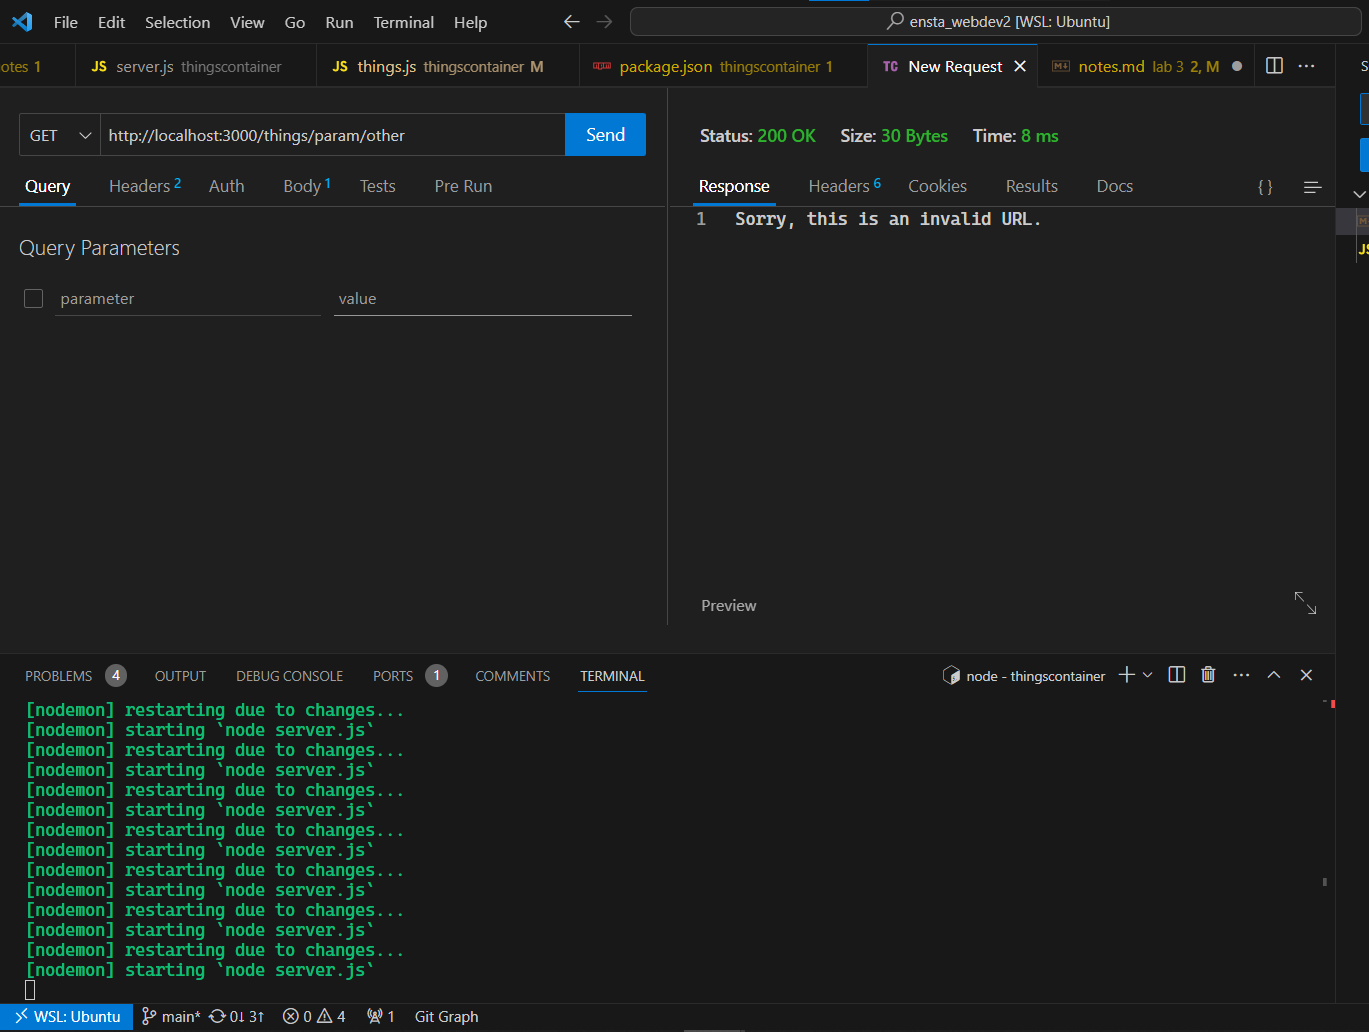 File Edit Selection View Go Run Terminal Help
ensta_webdev2 [WSL: Ubuntu]
otes 1
JS server.js thingscontainer
JS things.js thingscontainer M
package.json thingscontainer 1
TC New Request
notes.md lab 3 2, M
S
GET
http://localhost:3000/things/param/other
Send
Query Headers 2 Auth Body 1 Tests Pre Run
Query Parameters
parameter value
Status: 200 OK Size: 30 Bytes Time: 8 ms
Response Headers 6 Cookies Results Docs { }
1 Sorry, this is an invalid URL.
JS
Preview
PROBLEMS 4 OUTPUT DEBUG CONSOLE PORTS 1 COMMENTS TERMINAL
node - thingscontainer
[nodemon] restarting due to changes...
[nodemon] starting `node server.js`
[nodemon] restarting due to changes...
[nodemon] starting `node server.js`
[nodemon] restarting due to changes...
[nodemon] starting `node server.js`
[nodemon] restarting due to changes...
[nodemon] starting `node server.js`
[nodemon] restarting due to changes...
[nodemon] starting `node server.js`
[nodemon] restarting due to changes...
[nodemon] starting `node server.js`
[nodemon] restarting due to changes...
[nodemon] starting `node server.js`
WSL: Ubuntu main* 0↓ 3↑ 0 4 1 Git Graph